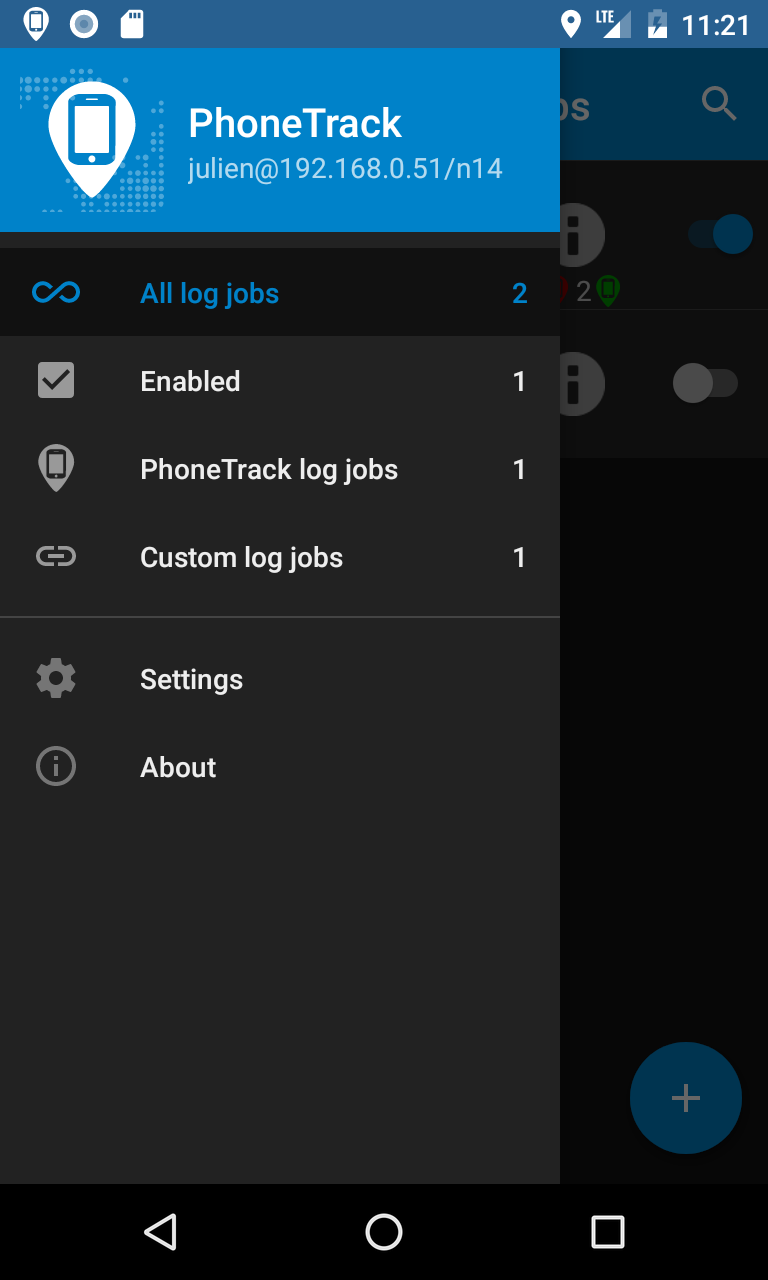 LTE 11:21
PhoneTrack
julien@192.168.0.51/n14
bs
All log jobs 2
2
Enabled 1
PhoneTrack log jobs 1
Custom log jobs 1
Settings
About